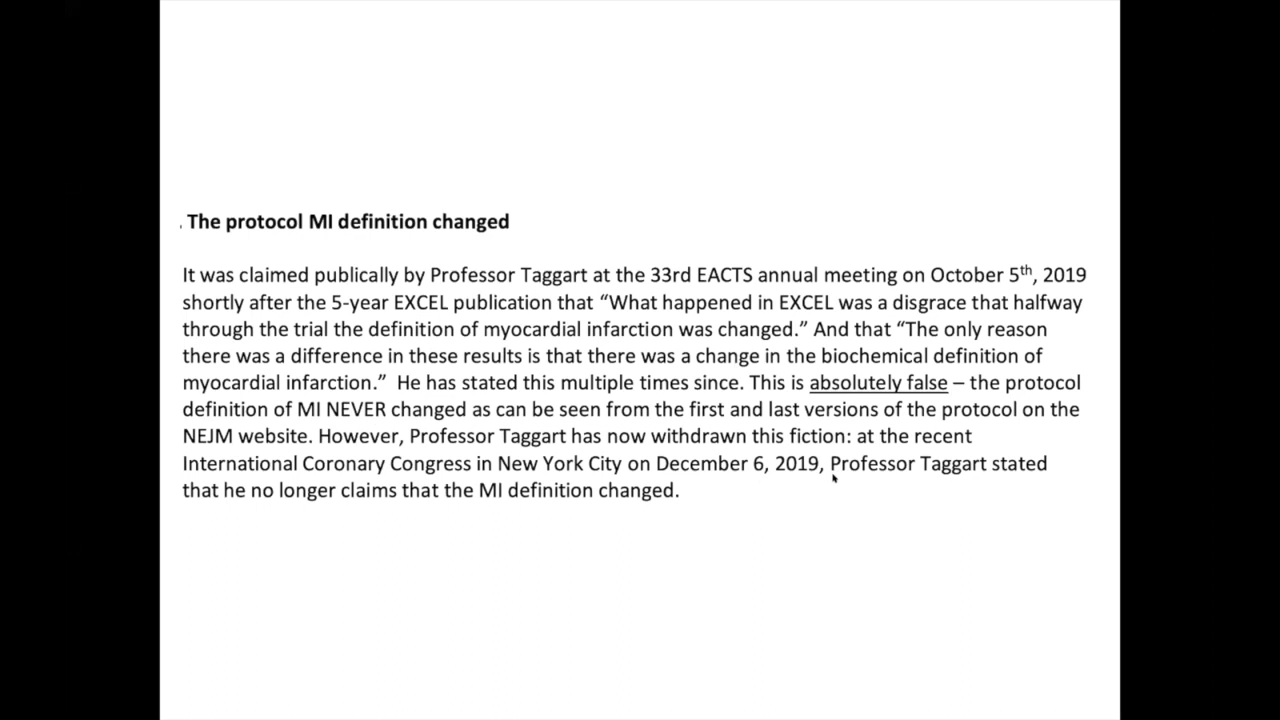 . The protocol MI definition changed
It was claimed publically by Professor Taggart at the 33rd EACTS annual meeting on October 5th, 2019
shortly after the 5-year EXCEL publication that “What happened in EXCEL was a disgrace that halfway
through the trial the definition of myocardial infarction was changed.” And that “The only reason
there was a difference in these results is that there was a change in the biochemical definition of
myocardial infarction.”  He has stated this multiple times since. This is absolutely false – the protocol
definition of MI NEVER changed as can be seen from the first and last versions of the protocol on the
NEJM website. However, Professor Taggart has now withdrawn this fiction: at the recent
International Coronary Congress in New York City on December 6, 2019, Professor Taggart stated
that he no longer claims that the MI definition changed.